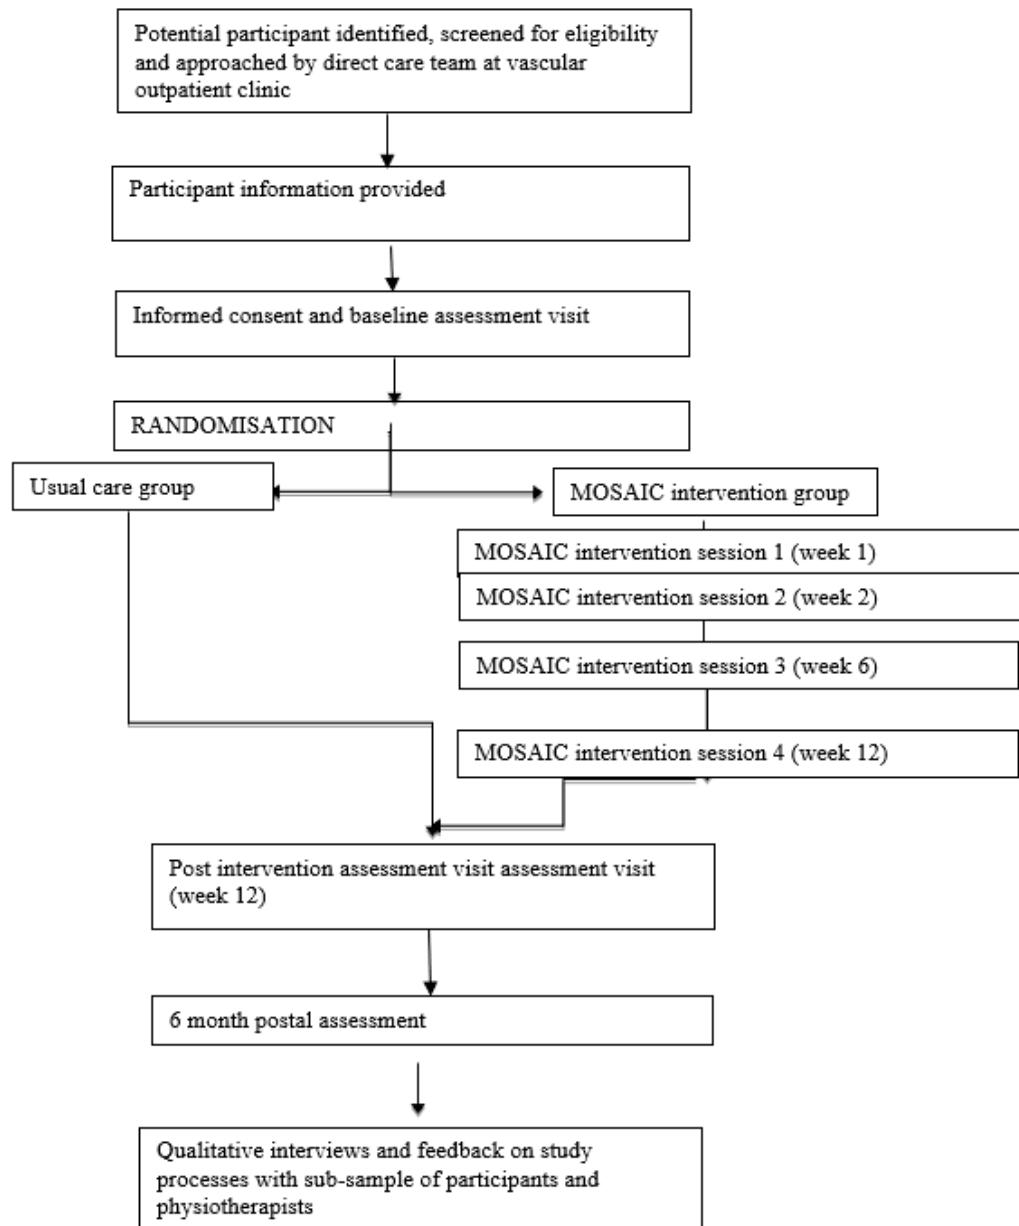 Potential participant identified, screened for eligibility
and approached by direct care team at vascular
outpatient clinic
Participant information provided
Informed consent and baseline assessment visit
RANDOMISATION
Usual care group
MOSAIC intervention group
MOSAIC intervention session 1 (week 1)
MOSAIC intervention session 2 (week 2)
MOSAIC intervention session 3 (week 6)
MOSAIC intervention session 4 (week 12)
Post intervention assessment visit assessment visit
(week 12)
6 month postal assessment
Qualitative interviews and feedback on study
processes with sub-sample of participants and
physiotherapists